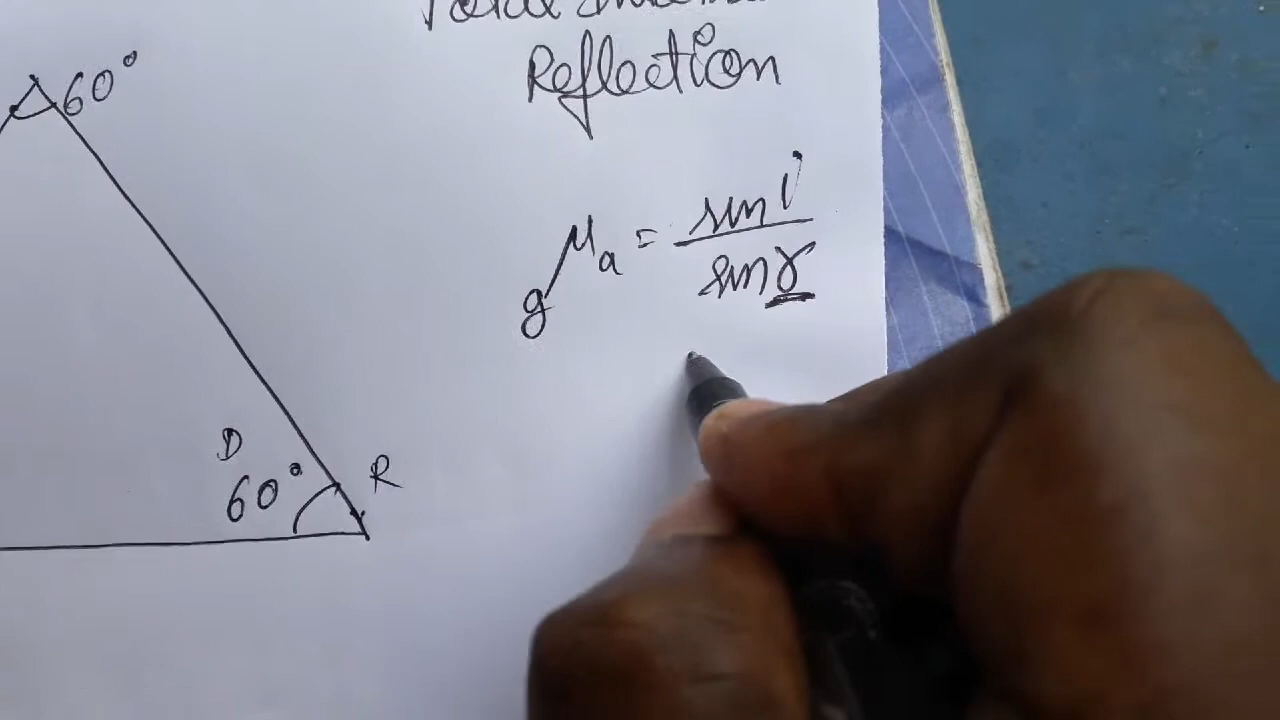 Reflection
60°
gμa = sin i / sin r
D
60°
R